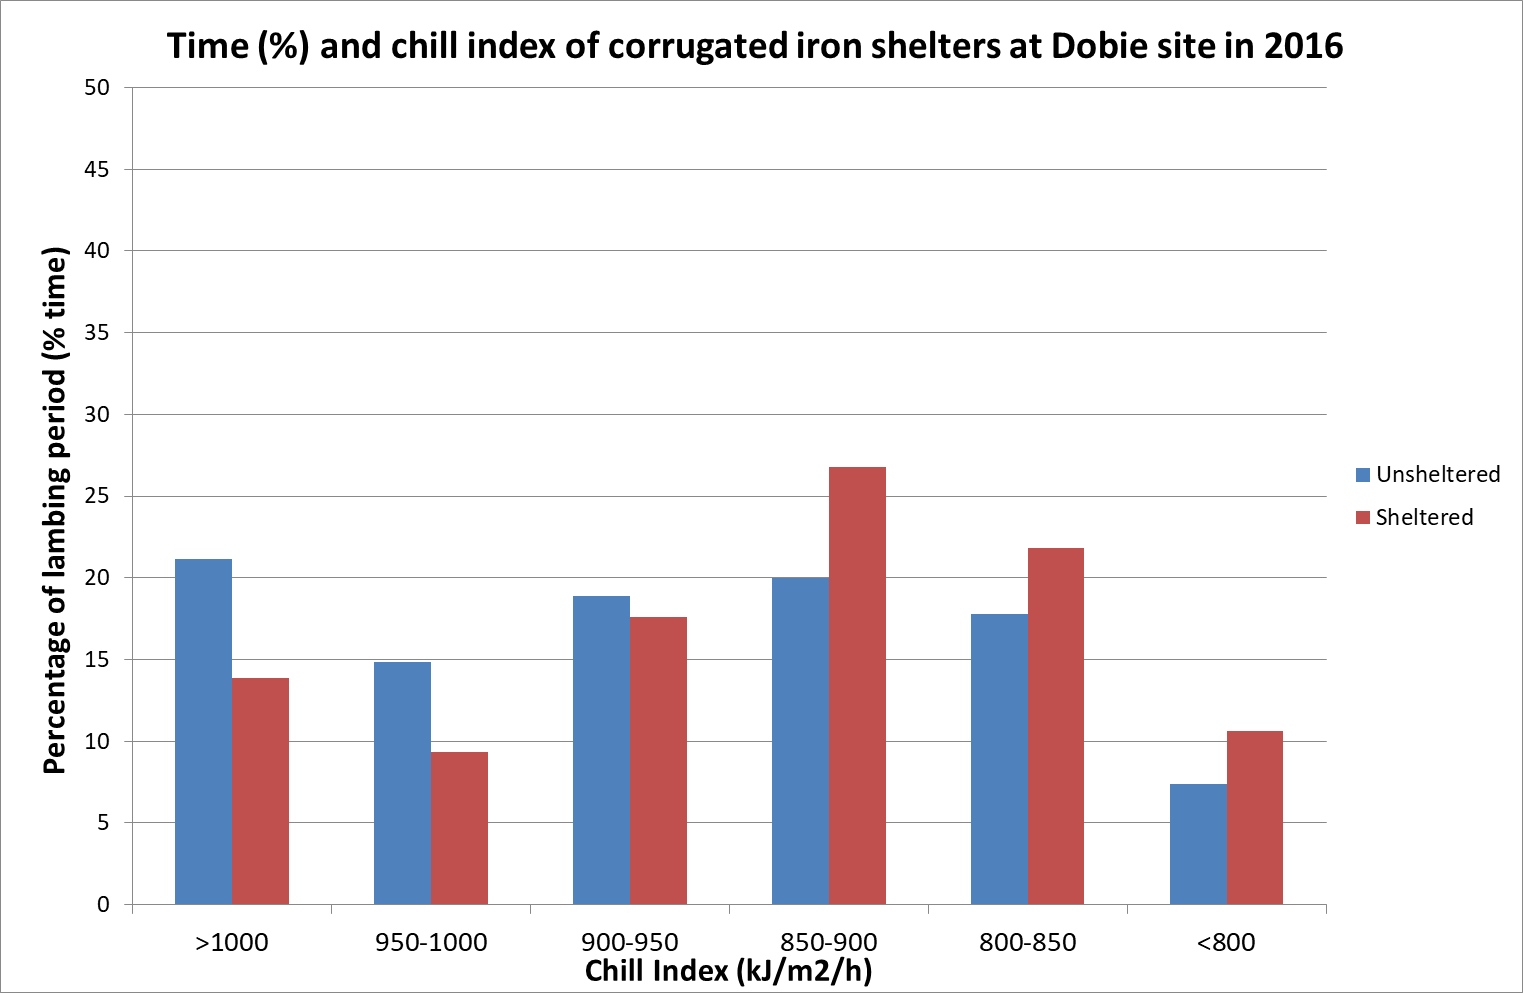 Time (%) and chill index of corrugated iron shelters at Dobie site in 2016
Percentage of lambing period (% time)
50
45
40
35
30
25
20
15
10
5
0
Unsheltered
Sheltered
>1000 950-1000 900-950 850-900 800-850 <800
Chill Index (kJ/m2/h)